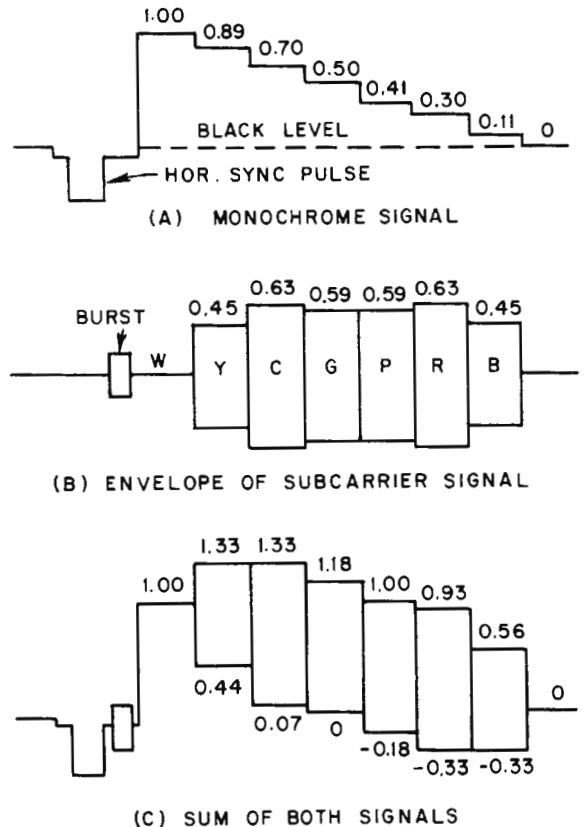 1.00
0.89
0.70
0.50
0.41
0.30
0.11
0
BLACK LEVEL
HOR. SYNC PULSE
(A) MONOCHROME SIGNAL
BURST
W
0.45
0.63
0.59
0.59
0.63
0.45
Y
C
G
P
R
B
(B) ENVELOPE OF SUBCARRIER SIGNAL
1.00
1.33
1.33
1.18
1.00
0.93
0.56
0
0.44
0.07
0
-0.18
-0.33
-0.33
(C) SUM OF BOTH SIGNALS